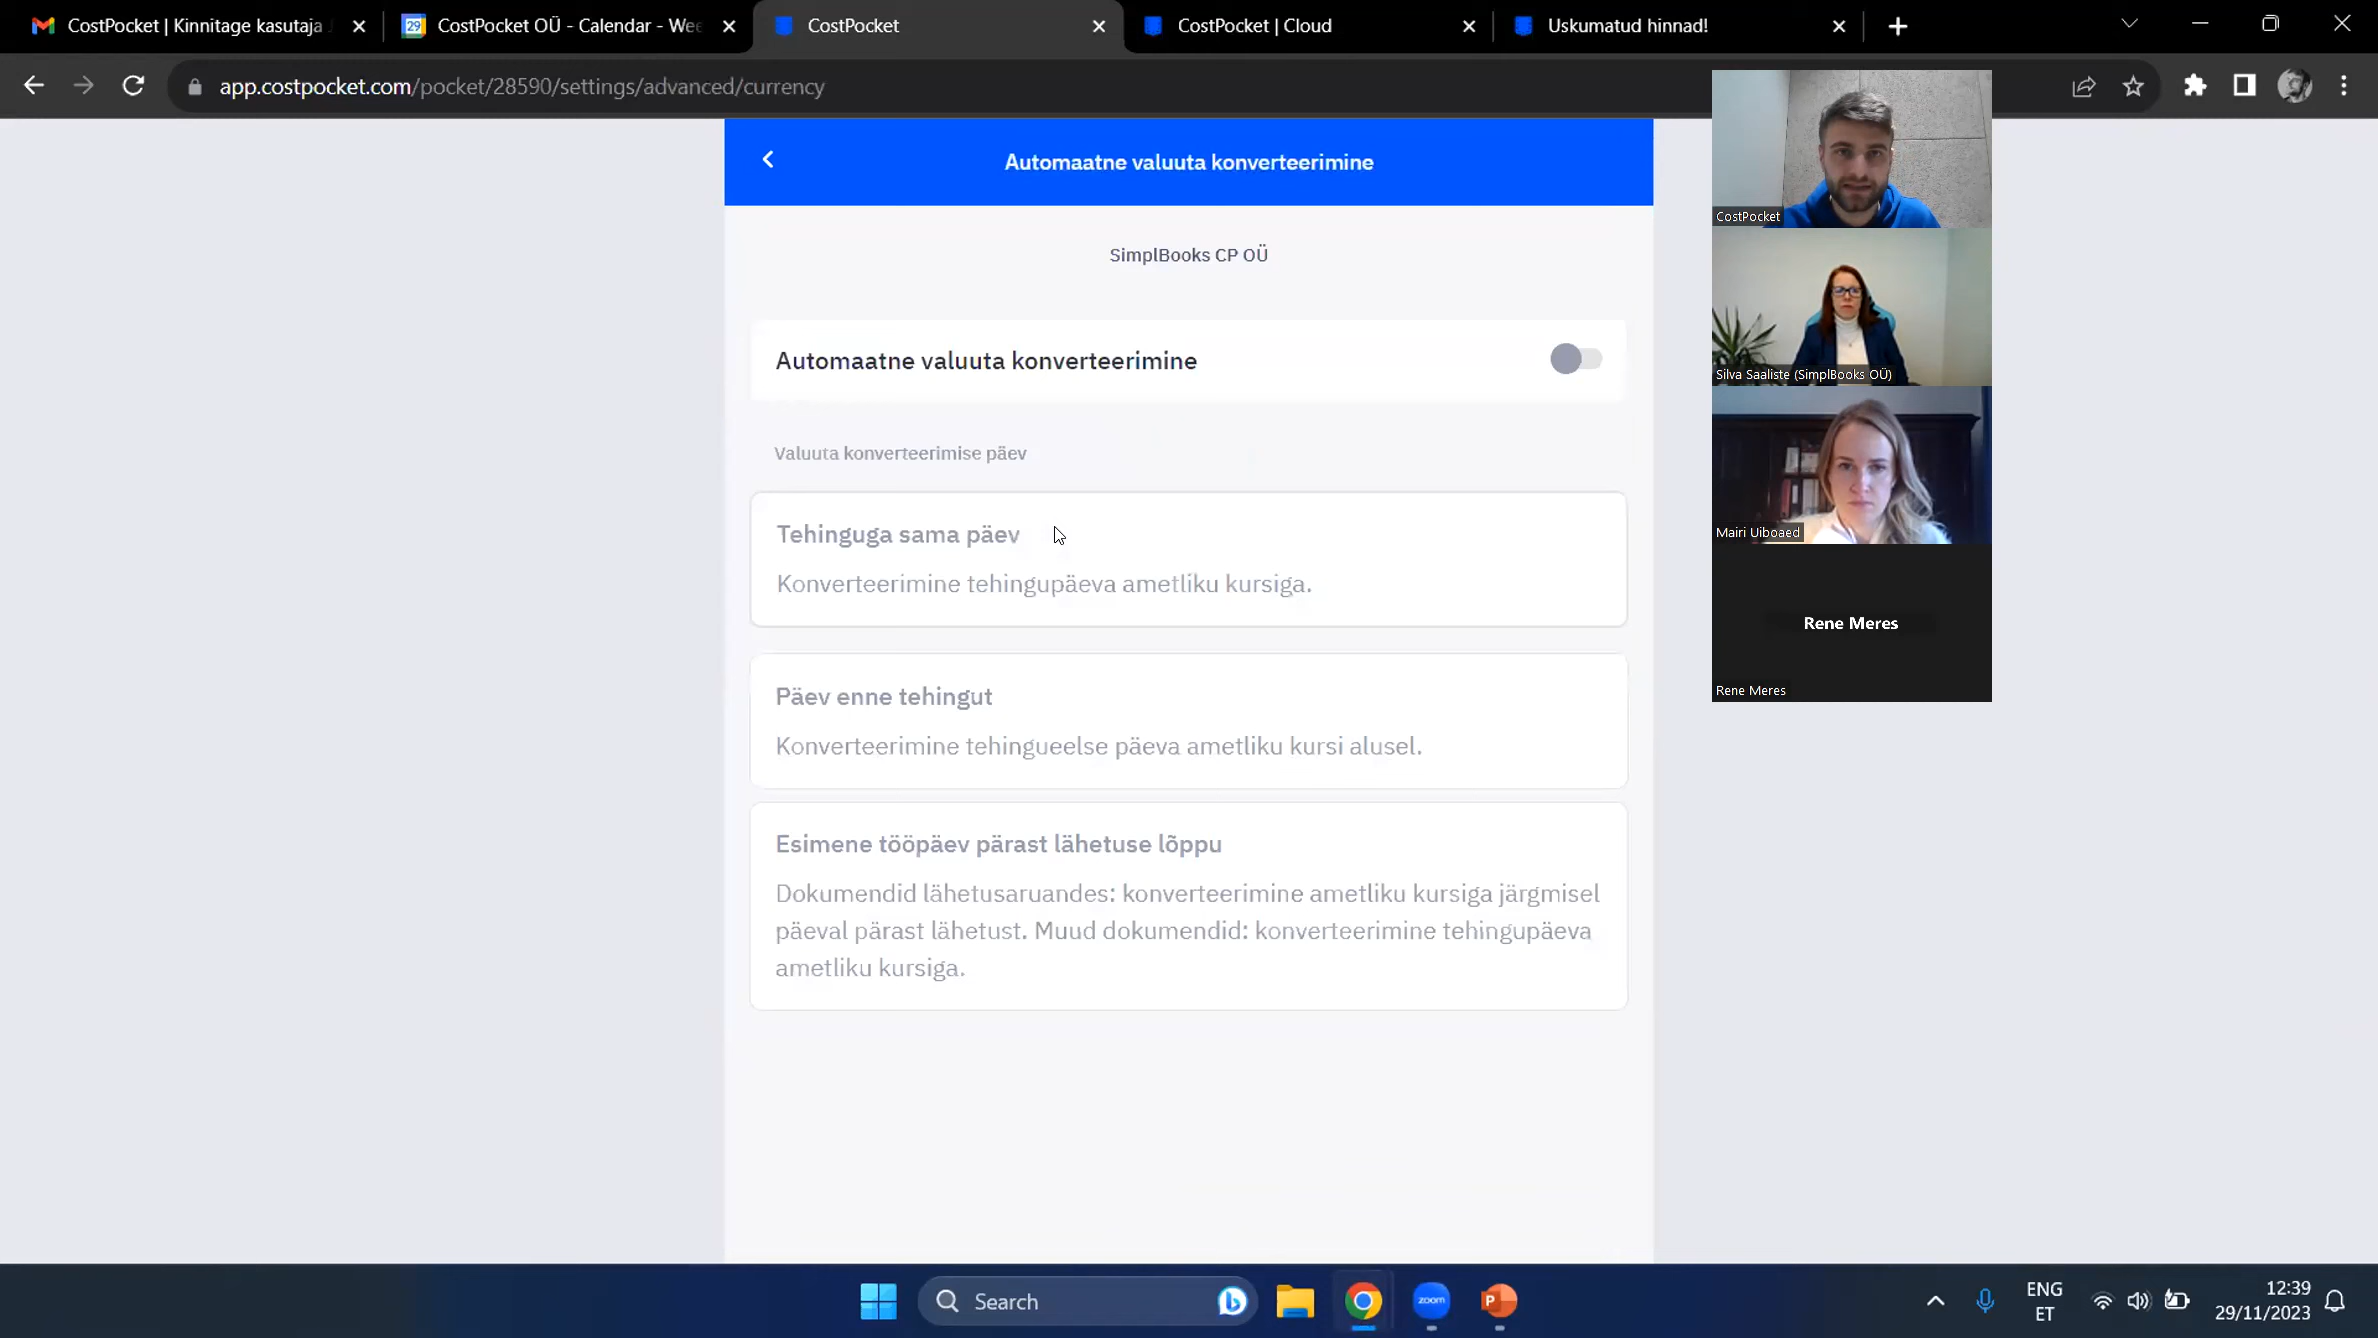 CostPocket | Kinnitage kasutaja
CostPocket OÜ - Calendar - Wee
CostPocket
CostPocket | Cloud
Uskumatud hinnad!
app.costpocket.com/pocket/28590/settings/advanced/currency
Automaatne valuuta konverteerimine
SimplBooks CP OÜ
Automaatne valuuta konverteerimine
Valuuta konverteerimise päev
Tehinguga sama päev
Konverteerimine tehingupäeva ametliku kursiga.
Päev enne tehingut
Konverteerimine tehingueelse päeva ametliku kursi alusel.
Esimene tööpäev pärast lähetuse lõppu
Dokumendid lähetusaruandes: konverteerimine ametliku kursiga järgmisel
päeval pärast lähetust. Muud dokumendid: konverteerimine tehingupäeva
ametliku kursiga.
CostPocket
Silva Saaliste (SimplBooks OÜ)
Mairi Uiboaed
Rene Meres
Rene Meres
29
Search
zoom
P
ENG
ET
12:39
29/11/2023